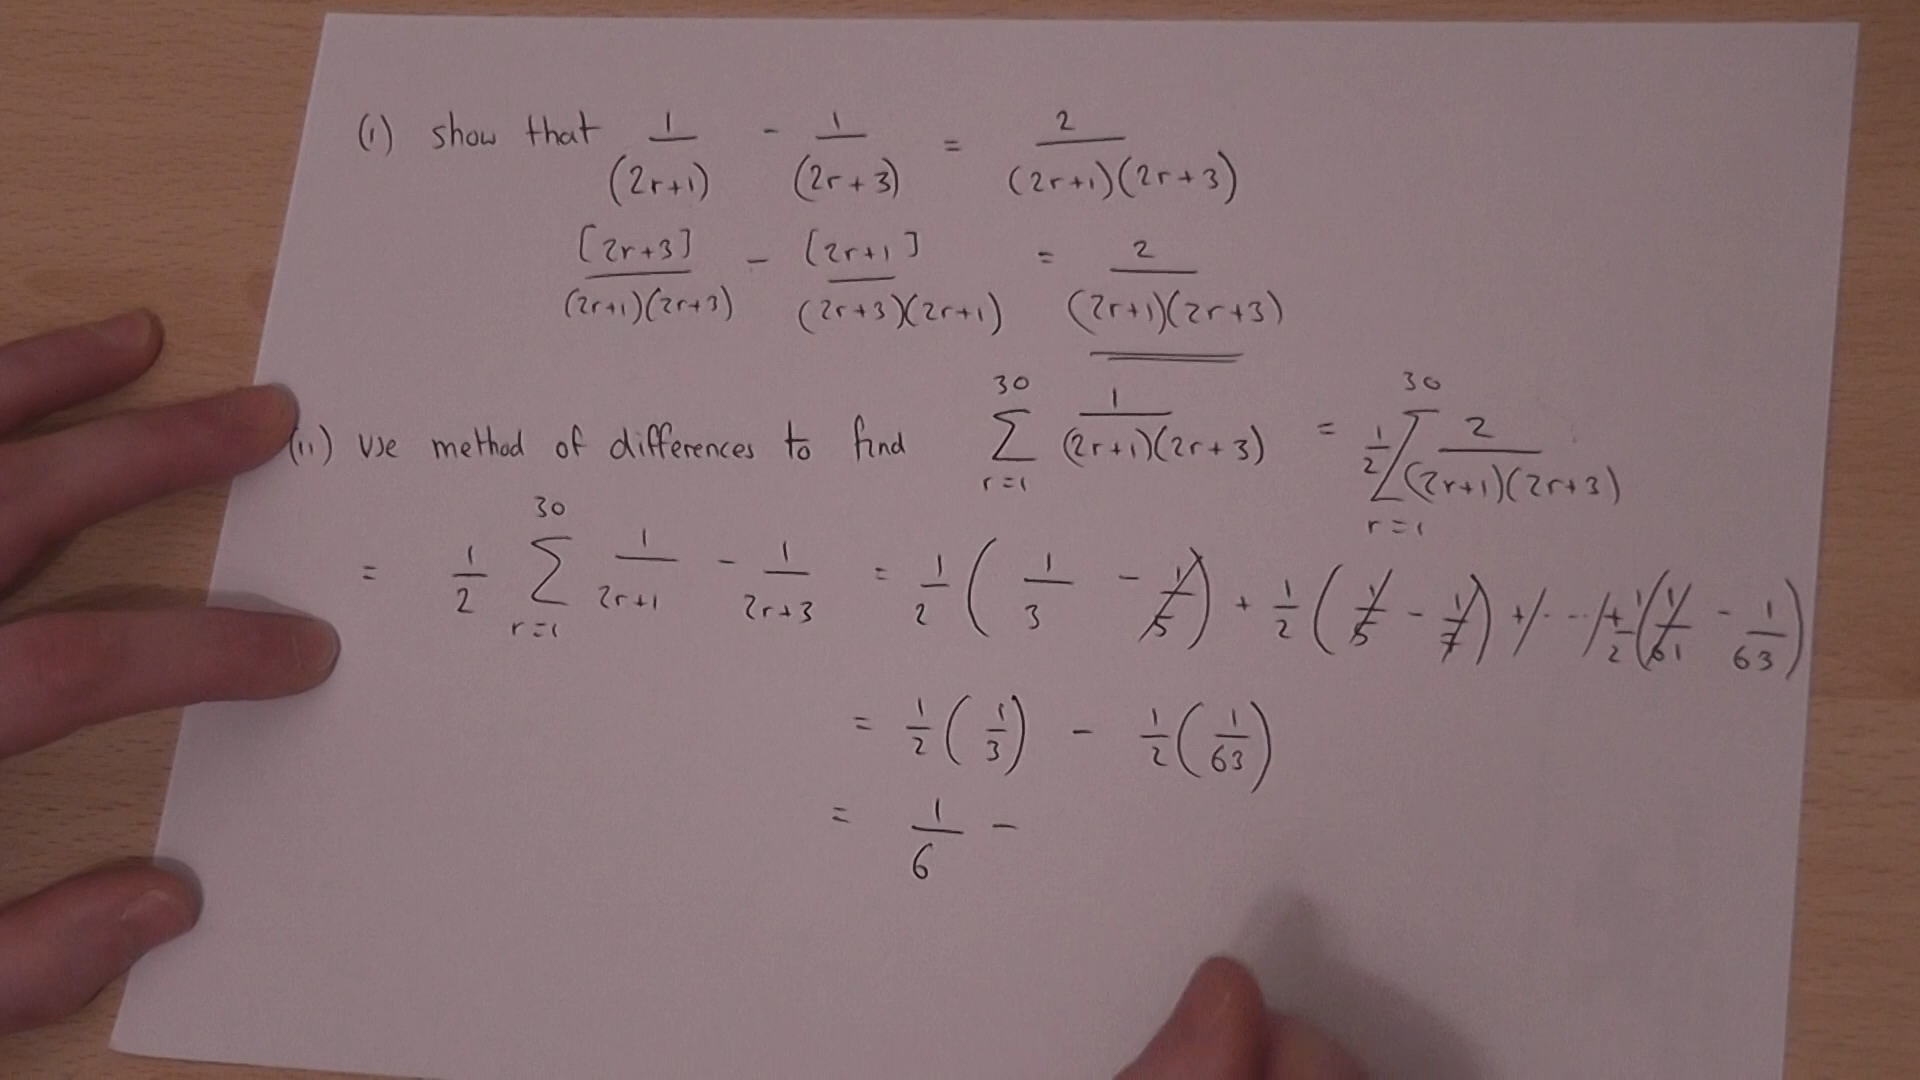 (i) show that 1/(2r+1) - 1/(2r+3) = 2/(2r+1)(2r+3)
[2r+3]/(2r+1)(2r+3) - [2r+1]/(2r+3)(2r+1) = 2/(2r+1)(2r+3)
(ii) use method of differences to find 30 Σ r=1 1/(2r+1)(2r+3) = 1/2 30 Σ r=1 2/(2r+1)(2r+3)
= 1/2 30 Σ r=1 1/2r+1 - 1/2r+3 = 1/2 (1/3 - 1/5) + 1/2 (1/5 - 1/7) + ... + 1/2 (1/61 - 1/63)
= 1/2 (1/3) - 1/2 (1/63)
= 1/6 -